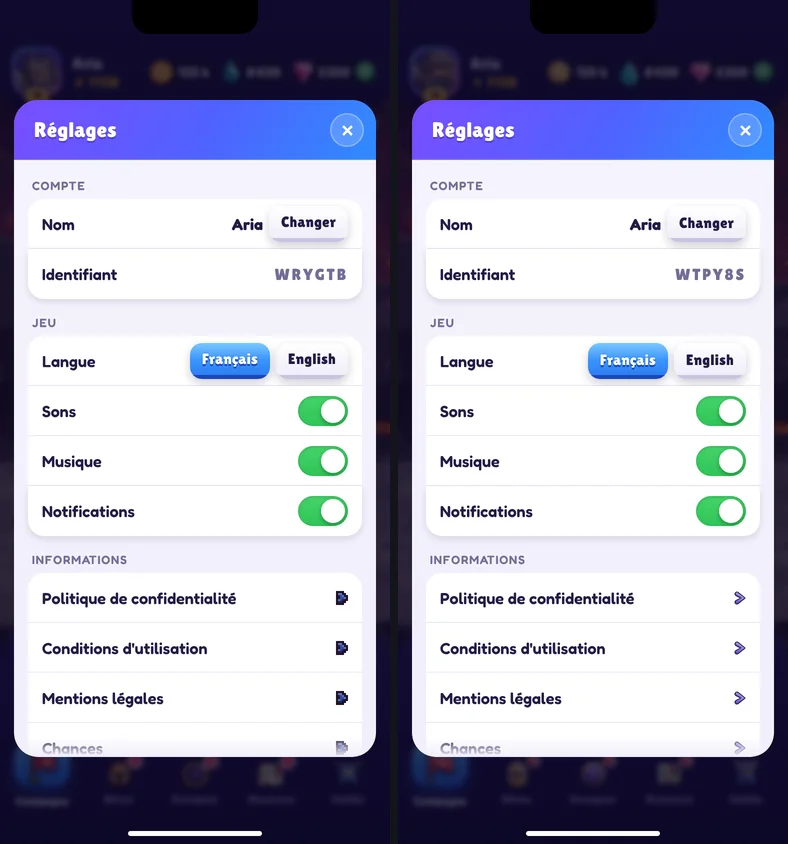 Aria
Aria
Réglages
COMPTE
Nom
Aria
Changer
Identifiant
WRYGTB
JEU
Langue
Français
English
Sons
Musique
Notifications
INFORMATIONS
Politique de confidentialité
Conditions d'utilisation
Mentions légales
Chances
Réglages
COMPTE
Nom
Aria
Changer
Identifiant
WTPY8S
JEU
Langue
Français
English
Sons
Musique
Notifications
INFORMATIONS
Politique de confidentialité
Conditions d'utilisation
Mentions légales
Chances